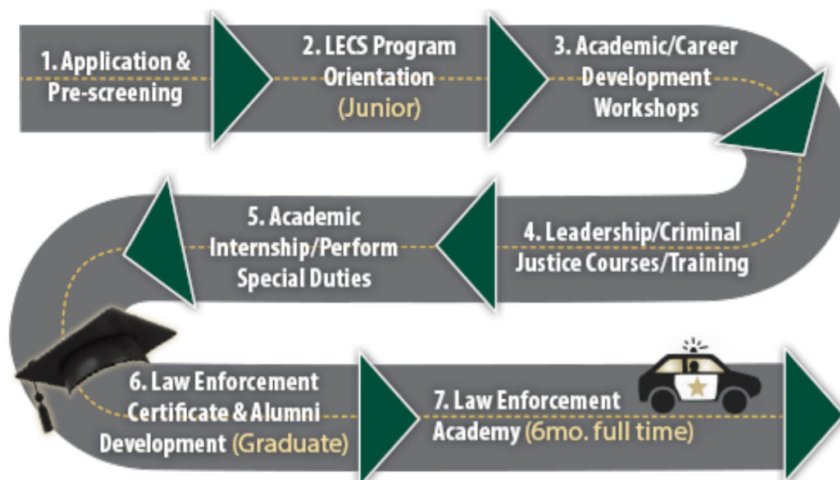 1. Application &
Pre-screening
2. LECS Program
Orientation
(Junior)
3. Academic/Career
Development
Workshops
4. Leadership/Criminal
Justice Courses/Training
5. Academic
Internship/Perform
Special Duties
6. Law Enforcement
Certificate & Alumni
Development (Graduate)
7. Law Enforcement
Academy (6mo. full time)